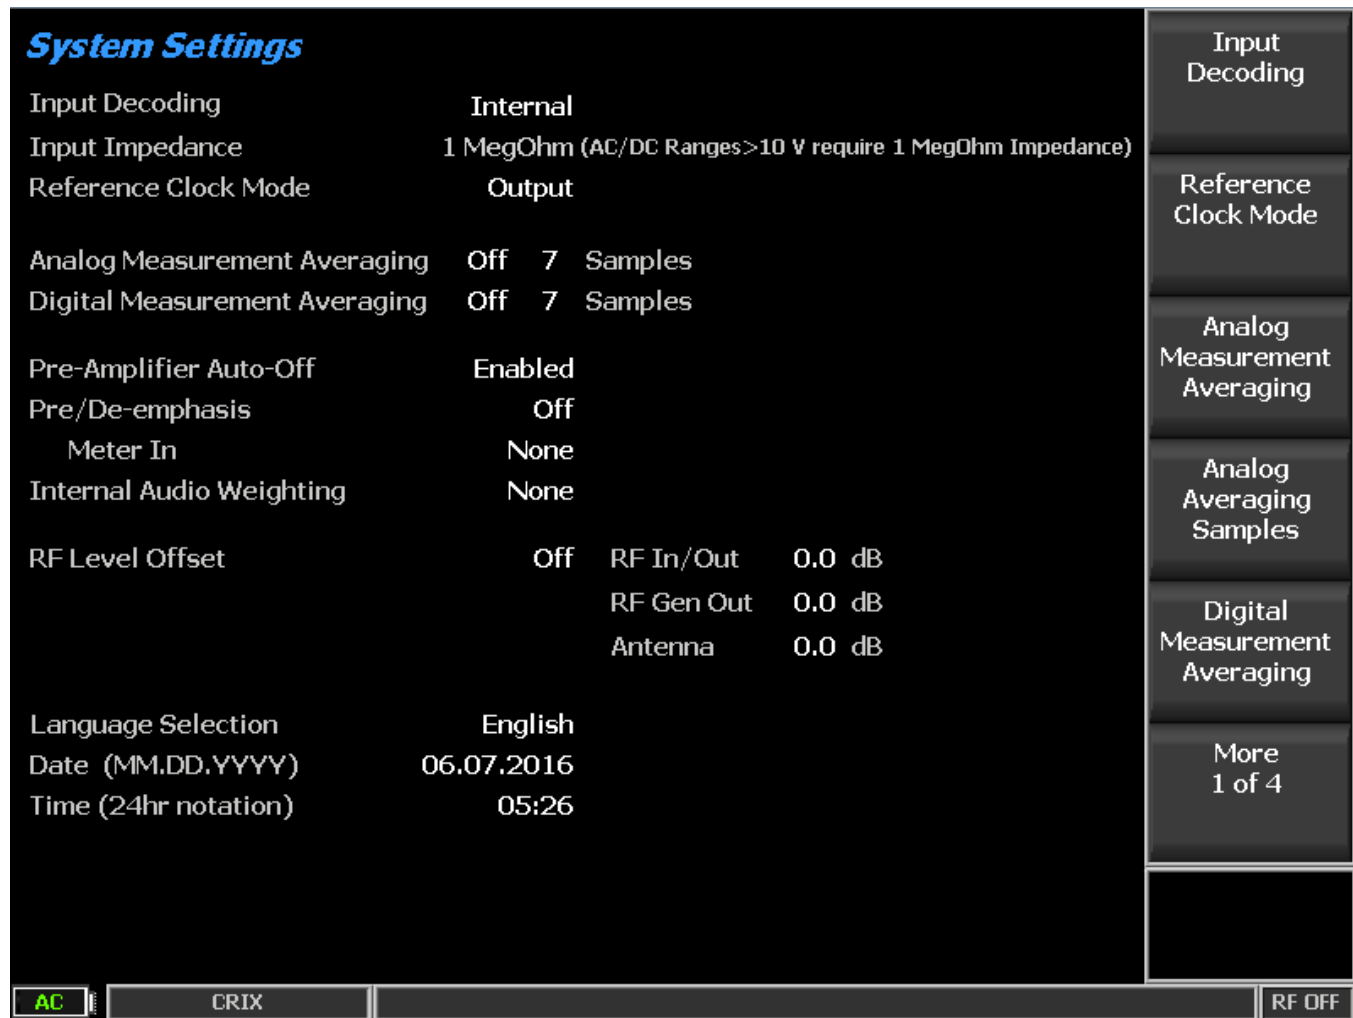 System Settings
Input Decoding Internal
Input Impedance 1 MegOhm (AC/DC Ranges>10 V require 1 MegOhm Impedance)
Reference Clock Mode Output
Analog Measurement Averaging Off 7 Samples
Digital Measurement Averaging Off 7 Samples
Pre-Amplifier Auto-Off Enabled
Pre/De-emphasis Off
Meter In None
Internal Audio Weighting None
RF Level Offset Off RF In/Out 0.0 dB
RF Gen Out 0.0 dB
Antenna 0.0 dB
Language Selection English
Date (MM.DD.YYYY) 06.07.2016
Time (24hr notation) 05:26
Input
Decoding
Reference
Clock Mode
Analog
Measurement
Averaging
Analog
Averaging
Samples
Digital
Measurement
Averaging
More
1 of 4
AC CRIX RF OFF